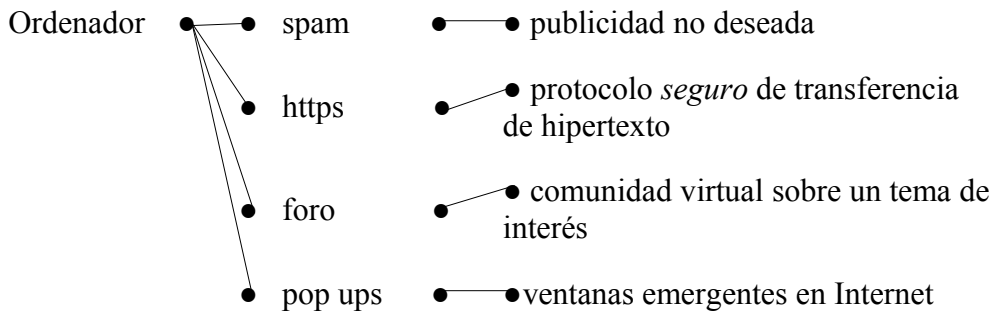 Ordenador ● ● spam ● ● publicidad no deseada
● https ● ● protocolo seguro de transferencia
de hipertexto
● foro ● ● comunidad virtual sobre un tema de
interés
● pop ups ● ● ventanas emergentes en Internet